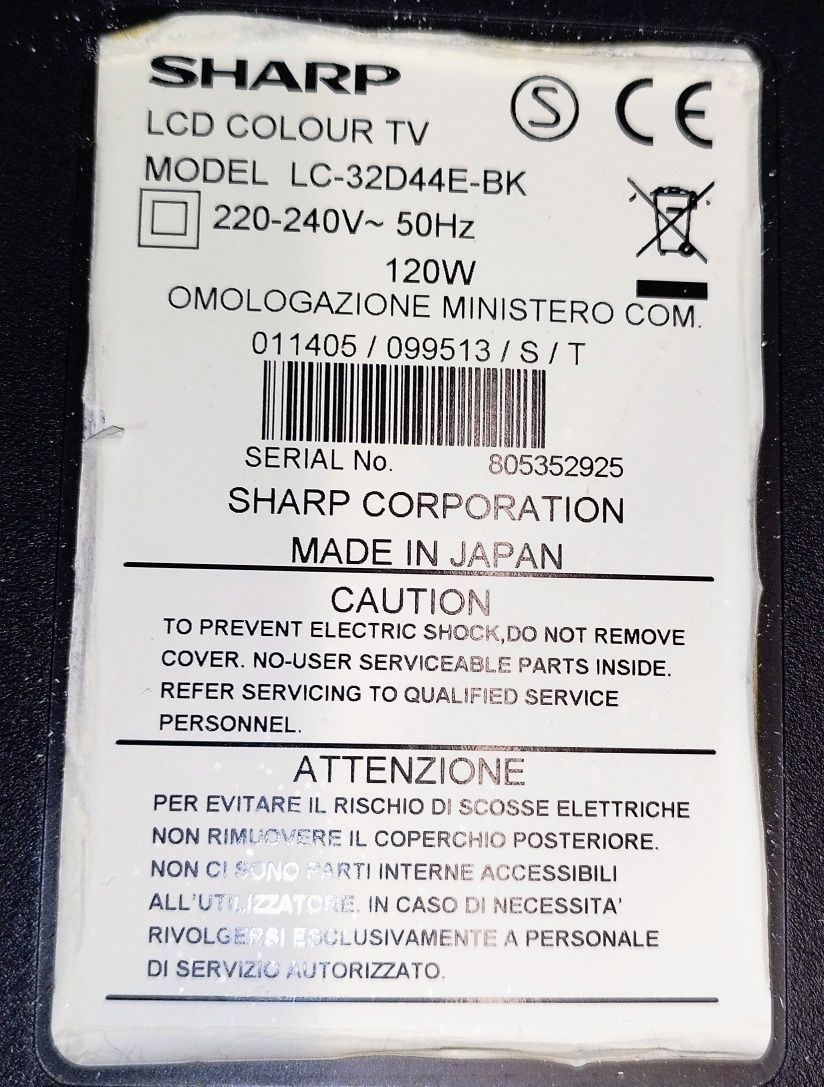 SHARP
LCD COLOUR TV
MODEL LC-32D44E-BK
220-240V~ 50Hz
120W
S
CE
OMOLOGAZIONE MINISTERO COM.
011405 / 099513 / S / T
SERIAL No. 805352925
SHARP CORPORATION
MADE IN JAPAN
CAUTION
TO PREVENT ELECTRIC SHOCK,DO NOT REMOVE
COVER. NO-USER SERVICEABLE PARTS INSIDE.
REFER SERVICING TO QUALIFIED SERVICE
PERSONNEL.
ATTENZIONE
PER EVITARE IL RISCHIO DI SCOSSE ELETTRICHE
NON RIMUOVERE IL COPERCHIO POSTERIORE.
NON CI SONO PARTI INTERNE ACCESSIBILI
ALL'UTILIZZATORE. IN CASO DI NECESSITA'
RIVOLGERSI ESCLUSIVAMENTE A PERSONALE
DI SERVIZIO AUTORIZZATO.